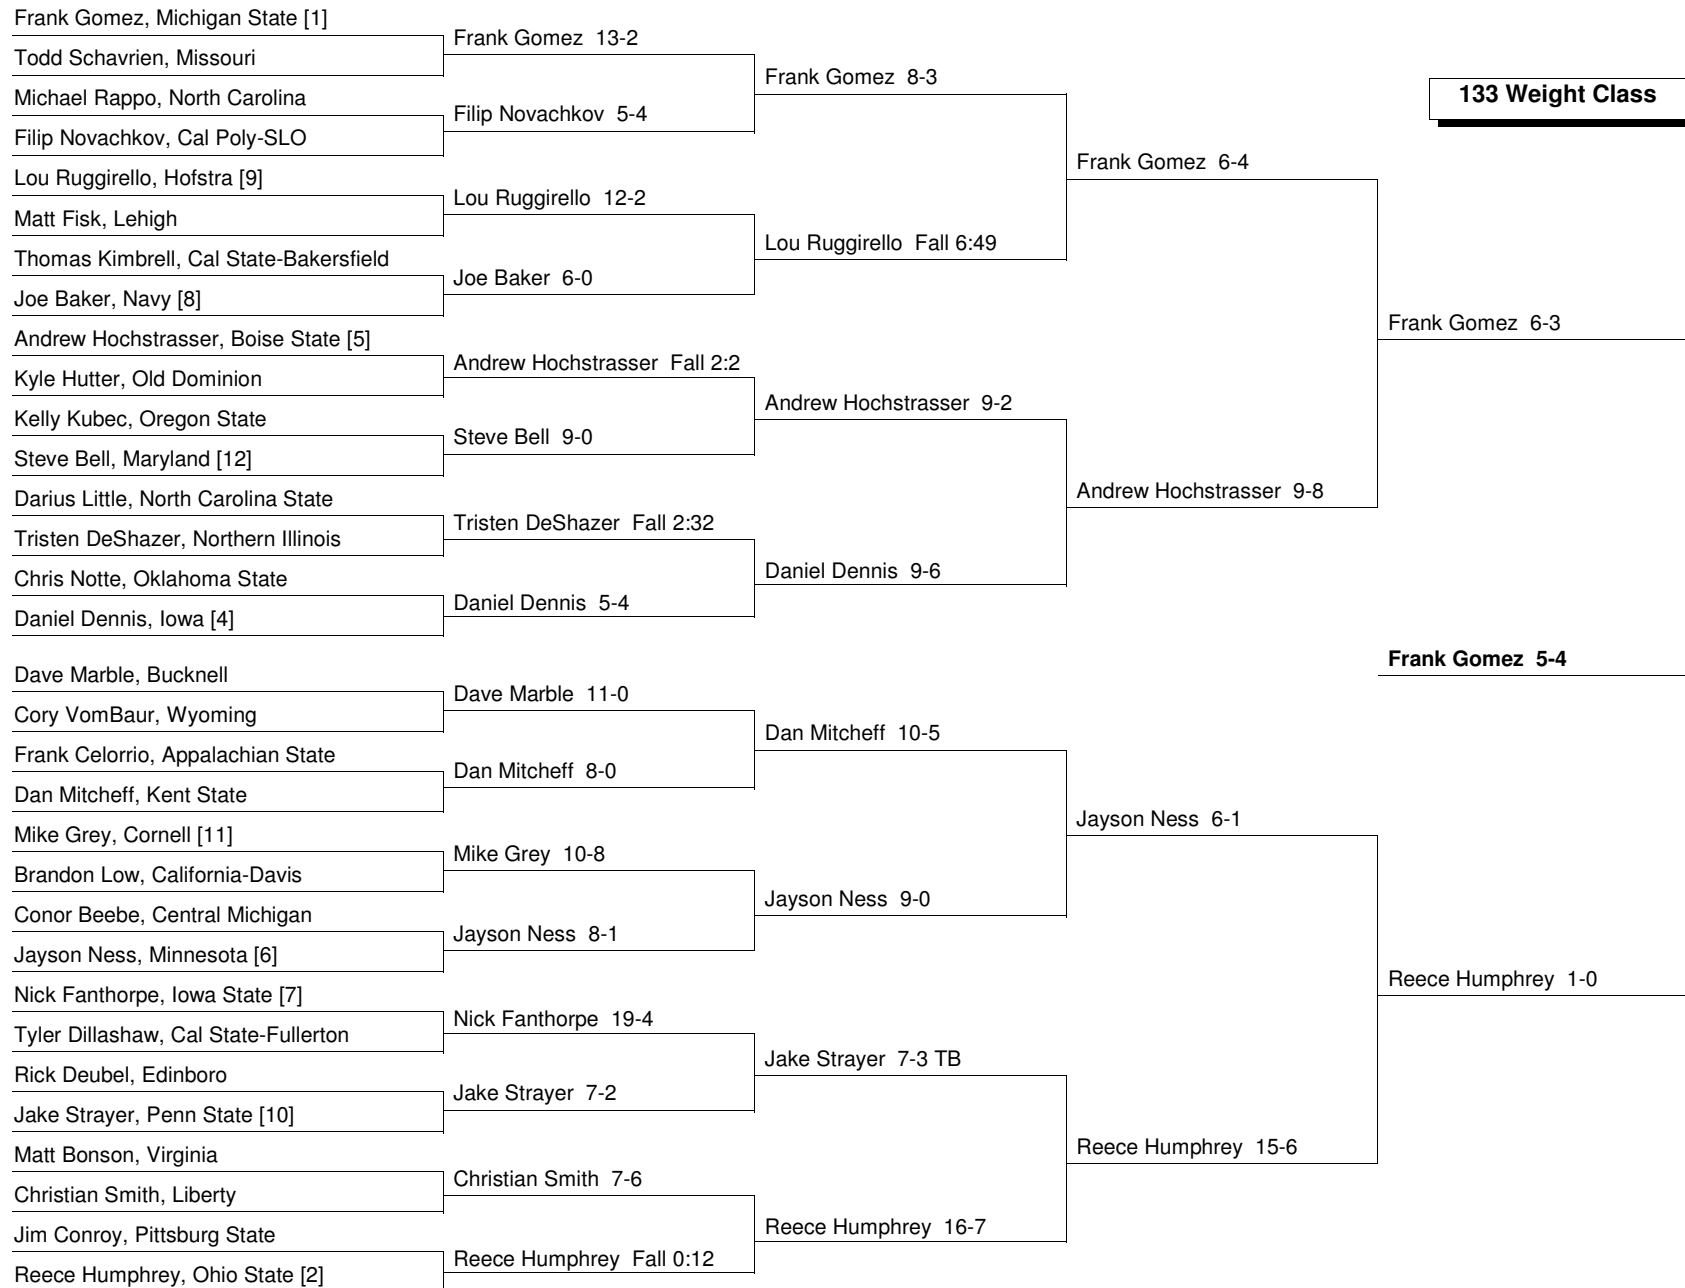 Frank Gomez, Michigan State [1]
Todd Schavrien, Missouri
Michael Rappo, North Carolina
Filip Novachkov, Cal Poly-SLO
Lou Ruggirello, Hofstra [9]
Matt Fisk, Lehigh
Thomas Kimbrell, Cal State-Bakersfield
Joe Baker, Navy [8]
Andrew Hochstrasser, Boise State [5]
Kyle Hutter, Old Dominion
Kelly Kubec, Oregon State
Steve Bell, Maryland [12]
Darius Little, North Carolina State
Tristen DeShazer, Northern Illinois
Chris Notte, Oklahoma State
Daniel Dennis, Iowa [4]
Dave Marble, Bucknell
Cory VomBaur, Wyoming
Frank Celorrio, Appalachian State
Dan Mitcheff, Kent State
Mike Grey, Cornell [11]
Brandon Low, California-Davis
Conor Beebe, Central Michigan
Jayson Ness, Minnesota [6]
Nick Fanthorpe, Iowa State [7]
Tyler Dillashaw, Cal State-Fullerton
Rick Deubel, Edinboro
Jake Strayer, Penn State [10]
Matt Bonson, Virginia
Christian Smith, Liberty
Jim Conroy, Pittsburg State
Reece Humphrey, Ohio State [2]
Frank Gomez 13-2
Filip Novachkov 5-4
Lou Ruggirello 12-2
Joe Baker 6-0
Andrew Hochstrasser Fall 2:2
Steve Bell 9-0
Tristen DeShazer Fall 2:32
Daniel Dennis 5-4
Dave Marble 11-0
Dan Mitcheff 8-0
Mike Grey 10-8
Jayson Ness 8-1
Nick Fanthorpe 19-4
Jake Strayer 7-2
Christian Smith 7-6
Reece Humphrey Fall 0:12
Frank Gomez 8-3
Lou Ruggirello Fall 6:49
Andrew Hochstrasser 9-2
Daniel Dennis 9-6
Dan Mitcheff 10-5
Jayson Ness 9-0
Jake Strayer 7-3 TB
Reece Humphrey 16-7
Frank Gomez 6-4
Andrew Hochstrasser 9-8
Jayson Ness 6-1
Reece Humphrey 15-6
133 Weight Class
Frank Gomez 6-3
Frank Gomez 5-4
Reece Humphrey 1-0